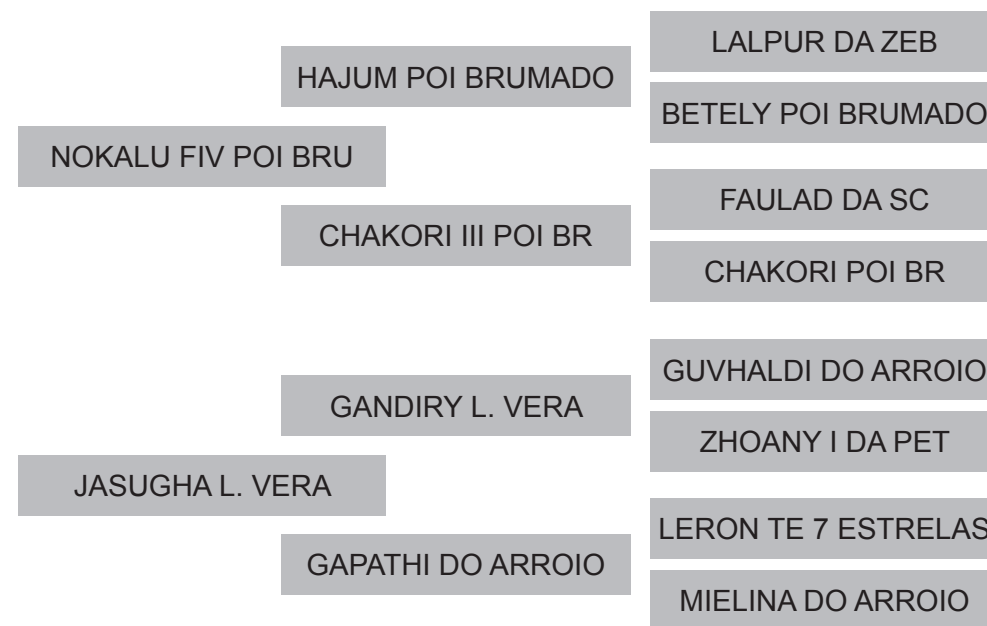 LALPUR DA ZEB
HAJUM POI BRUMADO
BETELY POI BRUMADO
NOKALU FIV POI BRU
FAULAD DA SC
CHAKORI III POI BR
CHAKORI POI BR
GUVHALDI DO ARROIO
GANDIRY L. VERA
ZHOANY I DA PET
JASUGHA L. VERA
LERON TE 7 ESTRELAS
GAPATHI DO ARROIO
MIELINA DO ARROIO